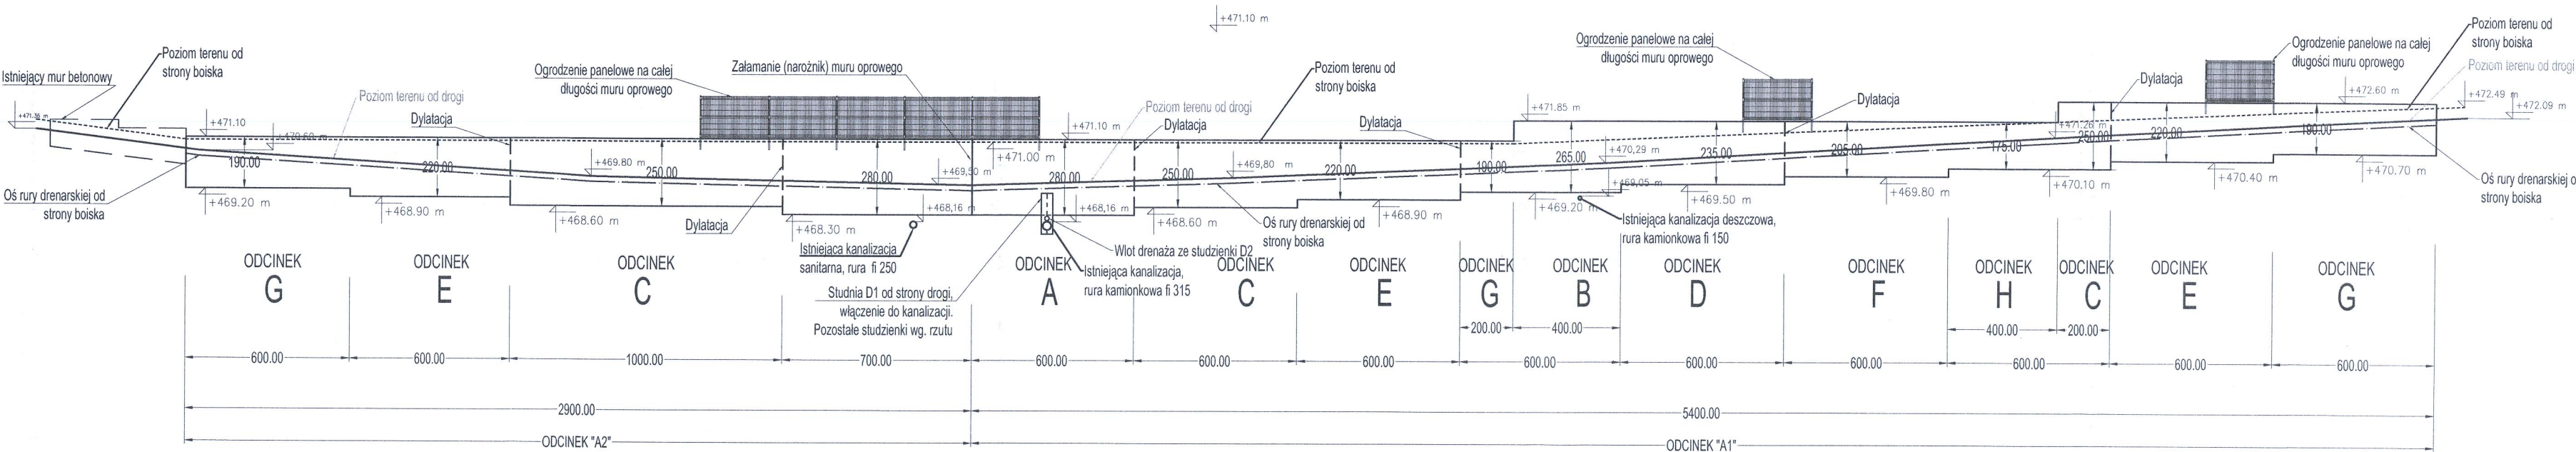 +471.10 m
Poziom terenu od
strony boiska
Istniejący mur betonowy
Ogrodzenie panelowe na całej
długości muru oprowego
Załamanie (narożnik) muru oprowego
Poziom terenu od
strony boiska
Ogrodzenie panelowe na całej
długości muru oprowego
Ogrodzenie panelowe na całej
długości muru oprowego
Poziom terenu od
strony boiska
Poziom terenu od drogi
Poziom terenu od drogi
Dylatacja
Poziom terenu od drogi
Dylatacja
Dylatacja
Dylatacja
Dylatacja
+471.10
+471.10 m
+471.85 m
+472.60 m
+472.49 m
+472.09 m
+469.80 m
+469.50 m
+471.00 m
+469,80 m
+470,29 m
+469,05 m
+471.26 m
190.00
220.00
250.00
280.00
280.00
250.00
220.00
190.00
265.00
235.00
205.00
175.00
250.00
220.00
190.00
Oś rury drenarskiej od
strony boiska
+469.20 m
+468.90 m
+468.60 m
+468.30 m
+468,16 m
+468,16 m
+468.60 m
+468.90 m
+469.20 m
+469.50 m
+469.80 m
+470.10 m
+470.40 m
+470.70 m
Dylatacja
Istniejąca kanalizacja
sanitarna, rura fi 250
Oś rury drenarskiej od
strony boiska
Wlot drenaża ze studzienki D2
Istniejąca kanalizacja,
rura kamionkowa fi 315
Istniejąca kanalizacja deszczowa,
rura kamionkowa fi 150
Oś rury drenarskiej o
strony boiska
Studnia D1 od strony drogi,
włączenie do kanalizacji.
Pozostałe studzienki wg. rzutu
ODCINEK
G
ODCINEK
E
ODCINEK
C
ODCINEK
A
ODCINEK
C
ODCINEK
E
ODCINEK
G
ODCINEK
B
ODCINEK
D
ODCINEK
F
ODCINEK
H
ODCINEK
C
ODCINEK
E
ODCINEK
G
200.00 400.00 400.00 200.00
600.00 600.00 1000.00 700.00 600.00 600.00 600.00 600.00 600.00 600.00 600.00 600.00 600.00
2900.00 5400.00
ODCINEK "A2" ODCINEK "A1"